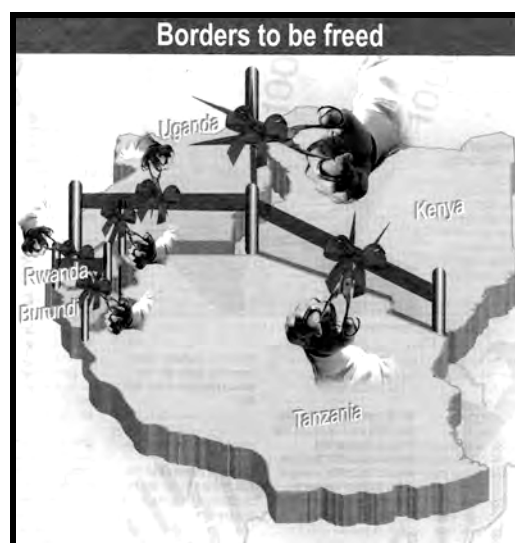 Borders to be freed
Uganda
Kenya
Rwanda
Burundi
Tanzania